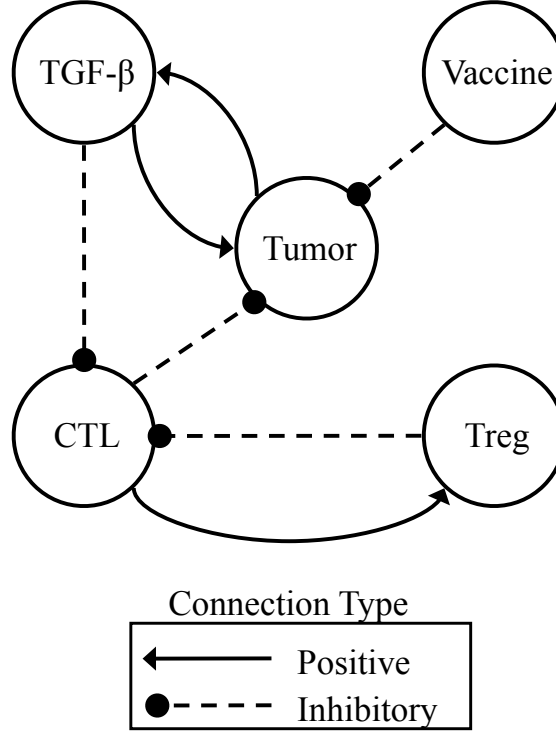 TGF-β
Vaccine
Tumor
CTL
Treg
Connection Type
Positive
Inhibitory